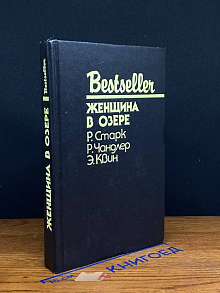 Bestseller
ЖЕНЩИНА
В ОЗЕРЕ
Р. Старк
Р. Чандлер
Э. Квин
ЖЕНЩИНА В ОЗЕРЕ Bestseller
КНИГОЕД